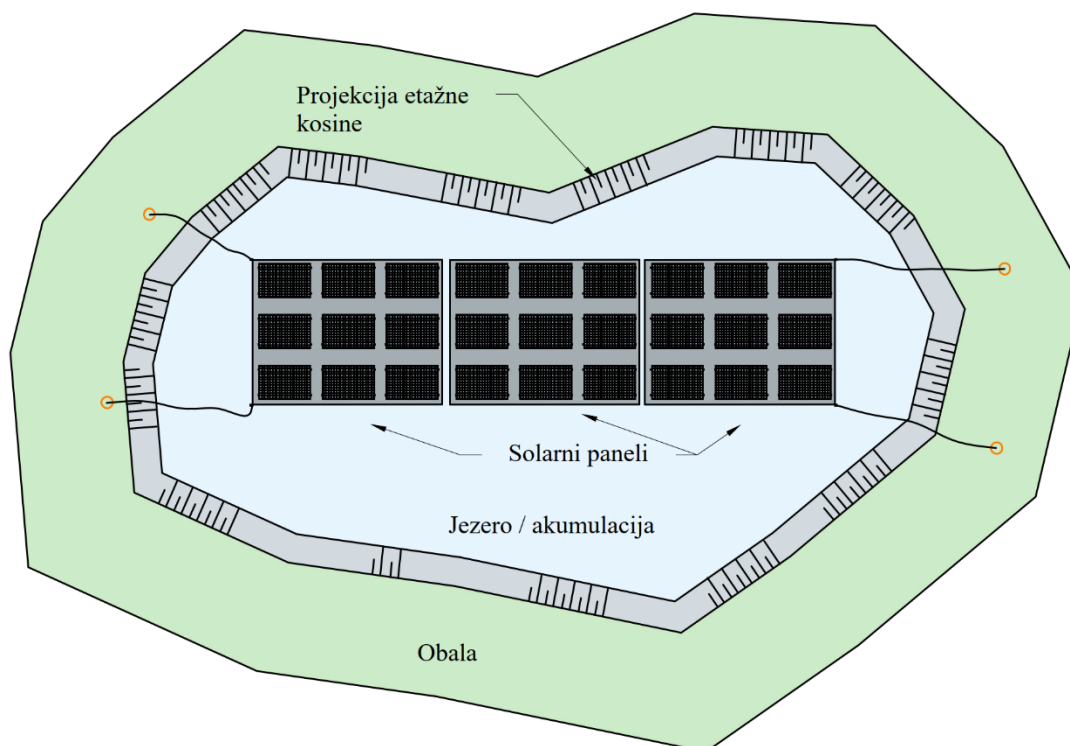 Projekcija etažne
kosine
Solarni paneli
Jezero / akumulacija
Obala